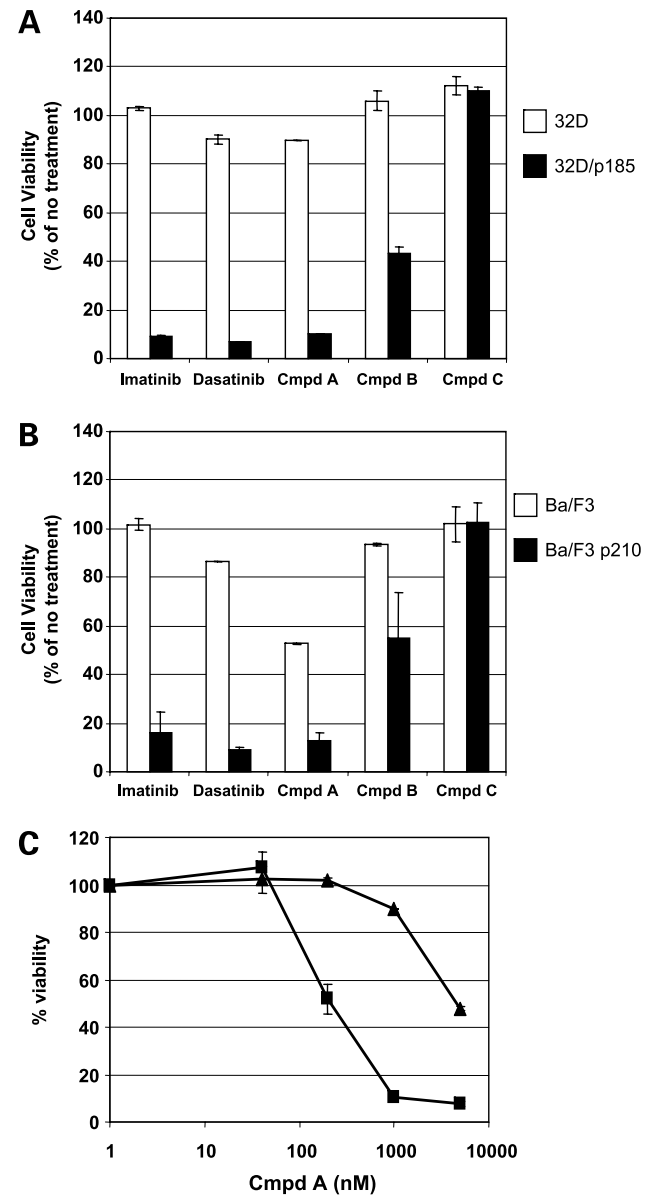 A
140
120
100
80
60
40
20
0
Cell Viability
(% of no treatment)
Imatinib Dasatinib Cmpd A Cmpd B Cmpd C
32D
32D/p185
B
140
120
100
80
60
40
20
0
Cell Viability
(% of no treatment)
Imatinib Dasatinib Cmpd A Cmpd B Cmpd C
Ba/F3
Ba/F3 p210
C
120
100
80
60
40
20
0
% viability
1 10 100 1000 10000
Cmpd A (nM)